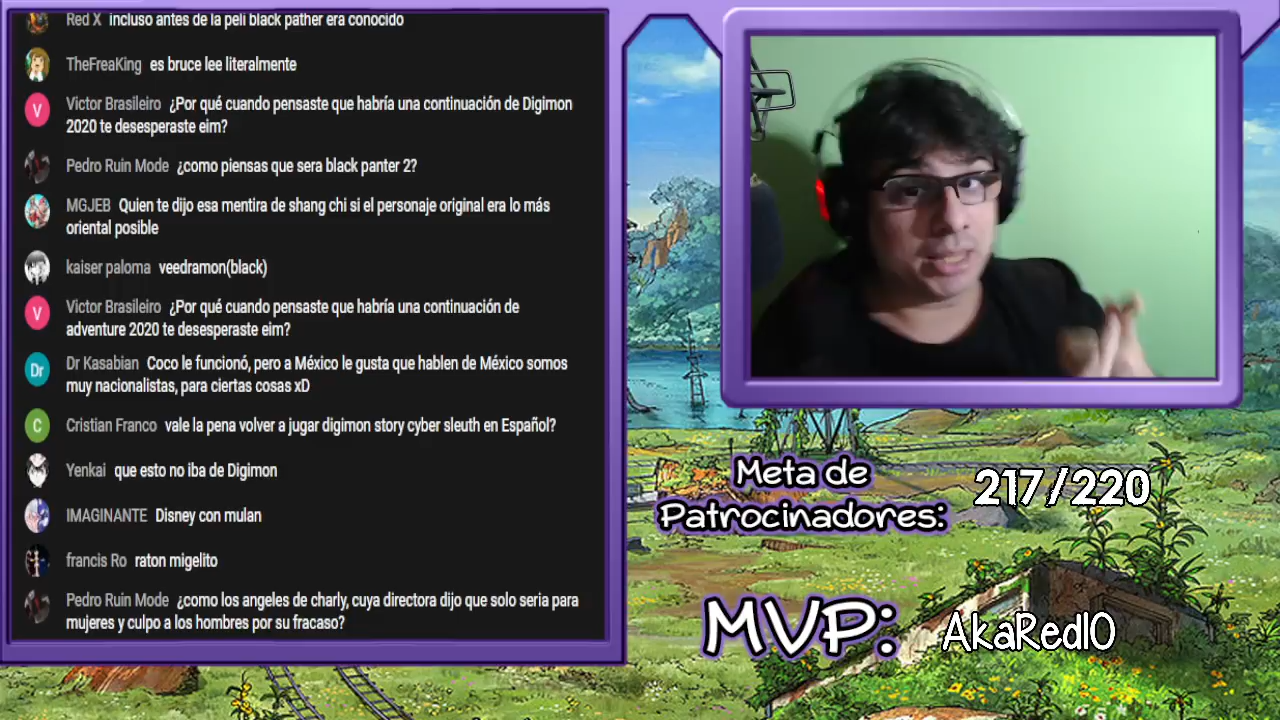 Red X incluso antes de la peli black pather era conocido
TheFreaKing es bruce lee literalmente
V
Victor Brasileiro ¿Por qué cuando pensaste que habría una continuación de Digimon
2020 te desesperaste eim?
Pedro Ruin Mode ¿como piensas que sera black panter 2?
MGJEB Quien te dijo esa mentira de shang chi si el personaje original era lo más
oriental posible
kaiser paloma veedramon(black)
V
Victor Brasileiro ¿Por qué cuando pensaste que habría una continuación de
adventure 2020 te desesperaste eim?
Dr
Dr Kasabian Coco le funcionó, pero a México le gusta que hablen de México somos
muy nacionalistas, para ciertas cosas xD
C
Cristian Franco vale la pena volver a jugar digimon story cyber sleuth en Español?
Yenkai que esto no iba de Digimon
IMAGINANTE Disney con mulan
francis Ro raton migelito
Pedro Ruin Mode ¿como los angeles de charly, cuya directora dijo que solo seria para
mujeres y culpo a los hombres por su fracaso?
Meta de
Patrocinadores:
217/220
MVP:
AkaRed10